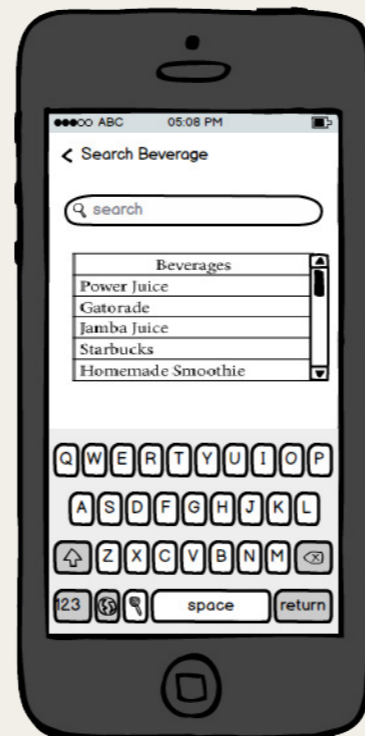 ABC 05:08 PM
< Search Beverage
search
Beverages
Power Juice
Gatorade
Jamba Juice
Starbucks
Homemade Smoothie
Q W E R T Y U I O P
A S D F G H J K L
Z X C V B N M
123 space return